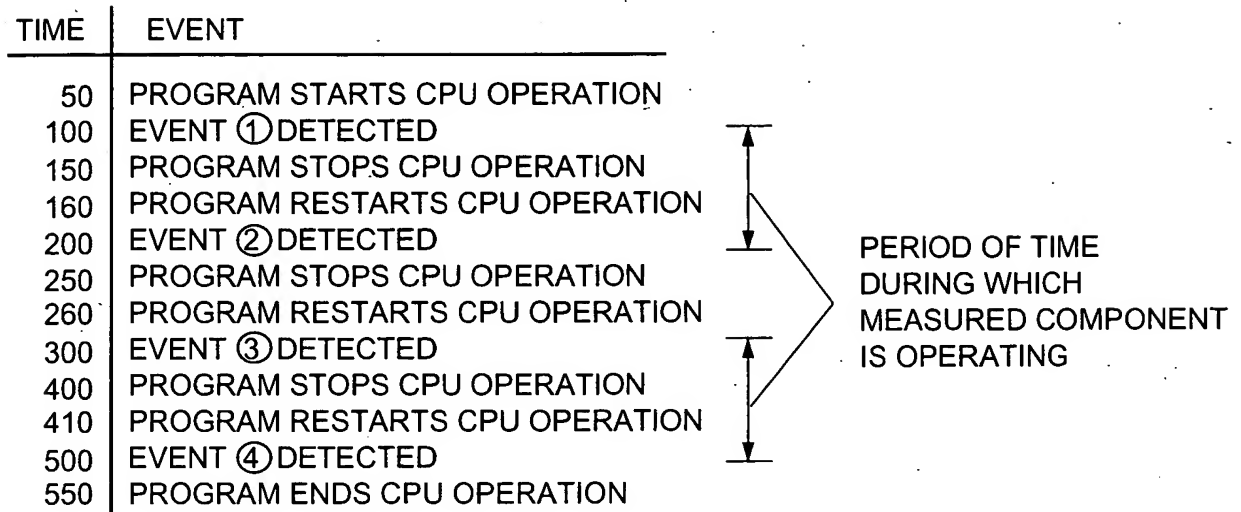 TIME EVENT
50 PROGRAM STARTS CPU OPERATION
100 EVENT ① DETECTED
150 PROGRAM STOPS CPU OPERATION
160 PROGRAM RESTARTS CPU OPERATION
200 EVENT ② DETECTED
250 PROGRAM STOPS CPU OPERATION
260 PROGRAM RESTARTS CPU OPERATION
300 EVENT ③ DETECTED
400 PROGRAM STOPS CPU OPERATION
410 PROGRAM RESTARTS CPU OPERATION
500 EVENT ④ DETECTED
550 PROGRAM ENDS CPU OPERATION
PERIOD OF TIME
DURING WHICH
MEASURED COMPONENT
IS OPERATING